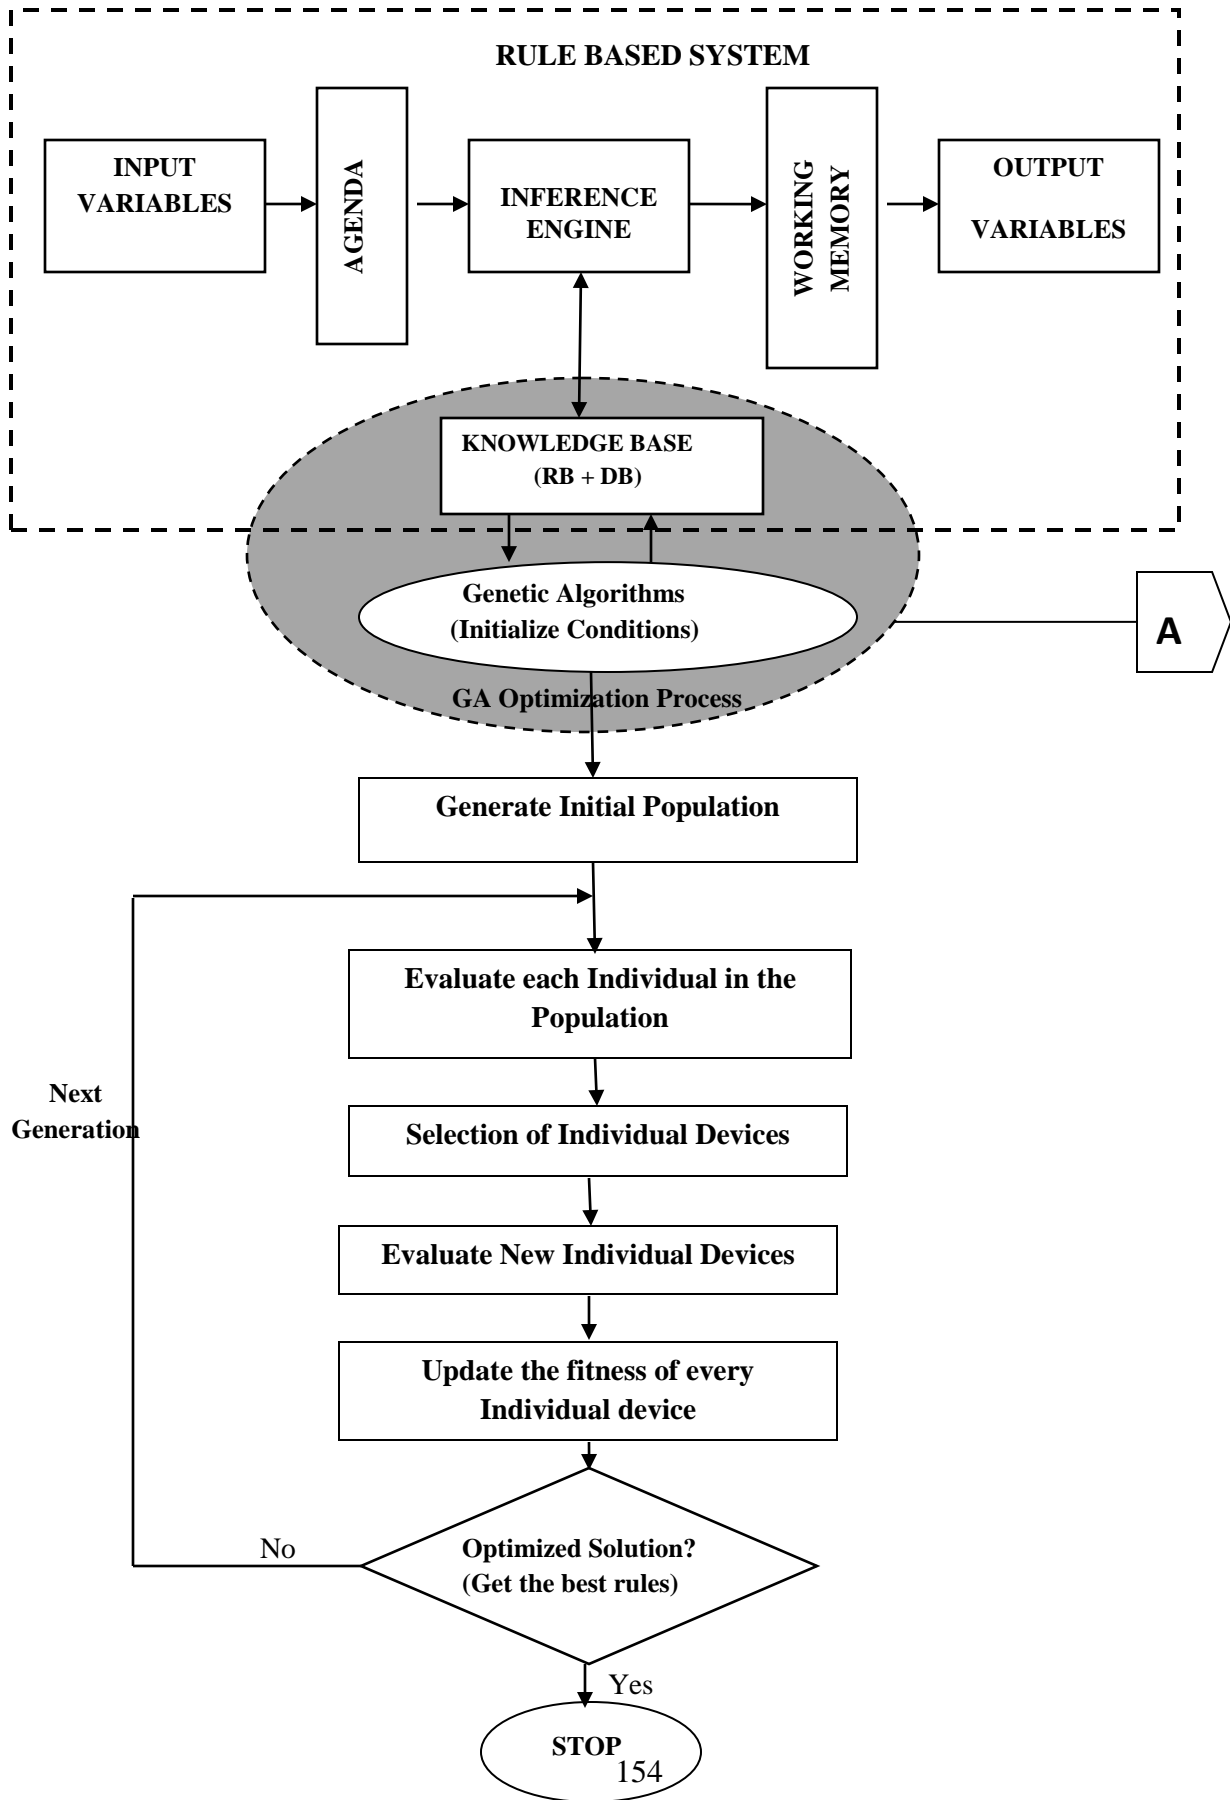 RULE BASED SYSTEM
INPUT
VARIABLES
AGENDA
INFERENCE
ENGINE
WORKING
MEMORY
OUTPUT
VARIABLES
KNOWLEDGE BASE
(RB + DB)
Genetic Algorithms
(Initialize Conditions)
A
GA Optimization Process
Generate Initial Population
Evaluate each Individual in the
Population
Next
Generation
Selection of Individual Devices
Evaluate New Individual Devices
Update the fitness of every
Individual device
No
Optimized Solution?
(Get the best rules)
Yes
STOP
154